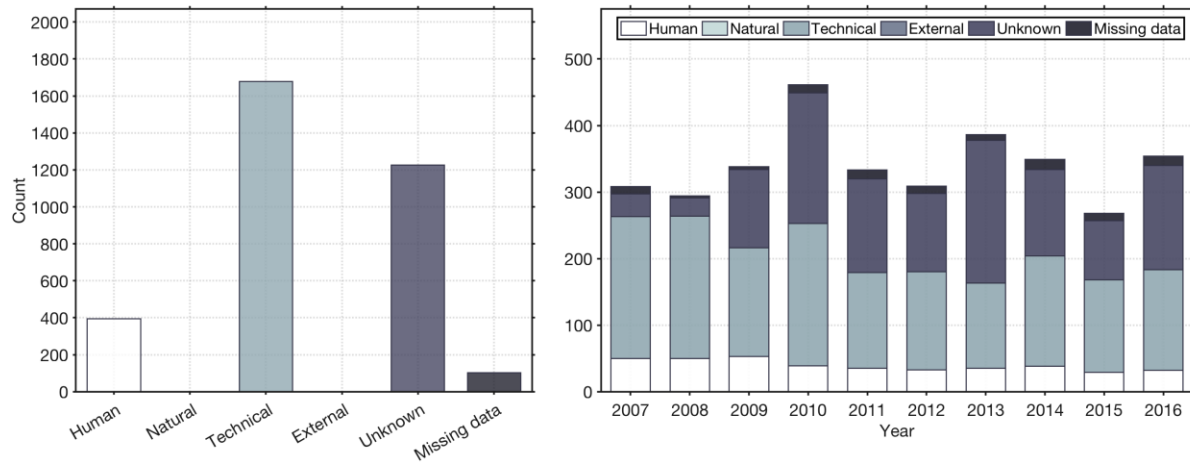 2000
1800
1600
1400
1200
1000
800
600
400
200
0
Count
Human
Natural
Technical
External
Unknown
Missing data
Human Natural Technical External Unknown Missing data
500
400
300
200
100
0
2007 2008 2009 2010 2011 2012 2013 2014 2015 2016
Year